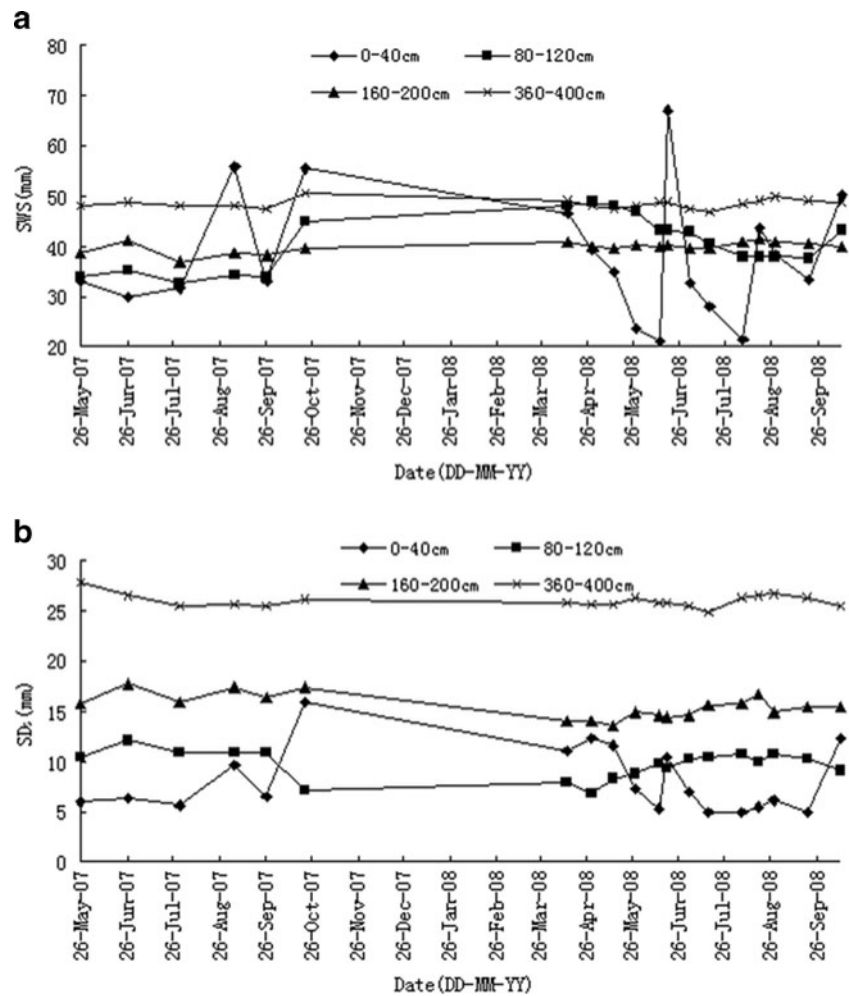 a
80
70
60
50
40
30
20
SWS(mm)
0-40cm 80-120cm
160-200cm 360-400cm
26-May-07
26-Jun-07
26-Jul-07
26-Aug-07
26-Sep-07
26-Oct-07
26-Nov-07
26-Dec-07
26-Jan-08
26-Feb-08
26-Mar-08
26-Apr-08
26-May-08
26-Jun-08
26-Jul-08
26-Aug-08
26-Sep-08
Date(DD-MM-YY)
b
30
25
20
15
10
5
0
SDs(mm)
0-40cm 80-120cm
160-200cm 360-400cm
26-May-07
26-Jun-07
26-Jul-07
26-Aug-07
26-Sep-07
26-Oct-07
26-Nov-07
26-Dec-07
26-Jan-08
26-Feb-08
26-Mar-08
26-Apr-08
26-May-08
26-Jun-08
26-Jul-08
26-Aug-08
26-Sep-08
Date(DD-MM-YY)